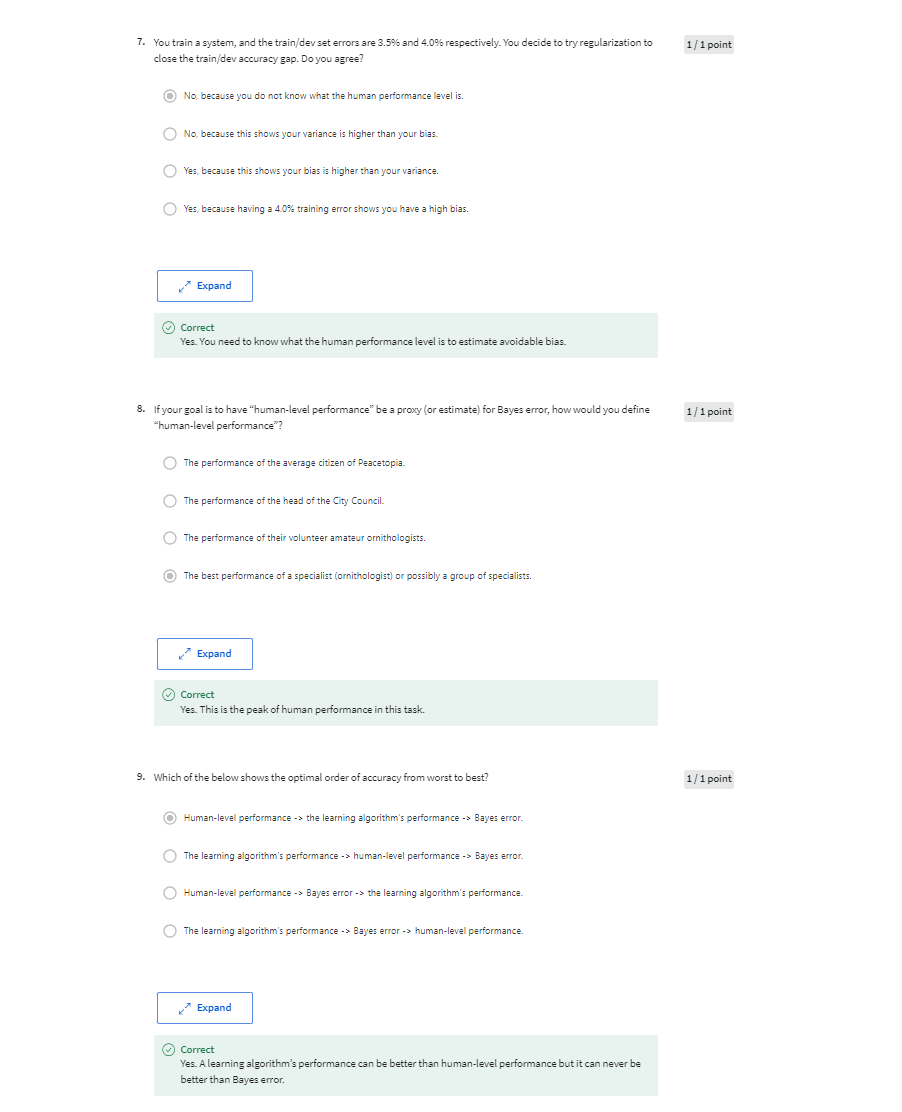 7. You train a system, and the train/dev set errors are 3.5% and 4.0% respectively. You decide to try regularization to
1 / 1 point
close the train/dev accuracy gap. Do you agree?
No, because you do not know what the human performance level is.
No, because this shows your variance is higher than your bias.
Yes, because this shows your bias is higher than your variance.
Yes, because having a 4.0% training error shows you have a high bias.
Expand
Correct
Yes. You need to know what the human performance level is to estimate avoidable bias.
8. If your goal is to have "human-level performance" be a proxy (or estimate) for Bayes error, how would you define
1 / 1 point
"human-level performance"?
The performance of the average citizen of Peacetopia.
The performance of the head of the City Council.
The performance of their volunteer amateur ornithologists.
The best performance of a specialist (ornithologist) or possibly a group of specialists.
Expand
Correct
Yes. This is the peak of human performance in this task.
9. Which of the below shows the optimal order of accuracy from worst to best?
1 / 1 point
Human-level performance -> the learning algorithm's performance -> Bayes error.
The learning algorithm's performance -> human-level performance -> Bayes error.
Human-level performance -> Bayes error -> the learning algorithm's performance.
The learning algorithm's performance -> Bayes error -> human-level performance.
Expand
Correct
Yes. A learning algorithm's performance can be better than human-level performance but it can never be
better than Bayes error.